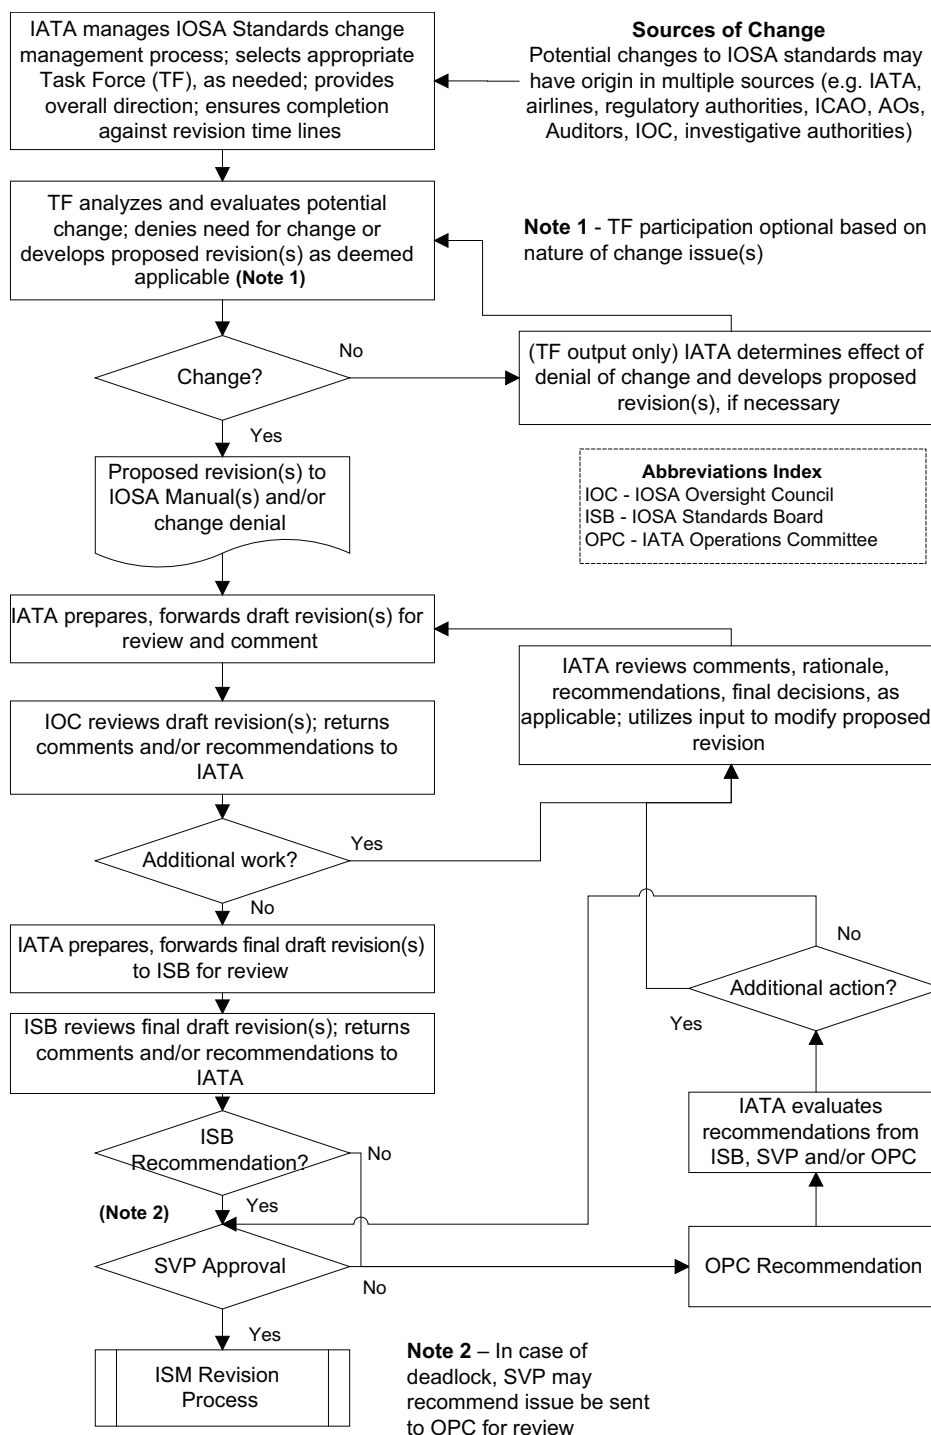 IATA manages IOSA Standards change
management process; selects appropriate
Task Force (TF), as needed; provides
overall direction; ensures completion
against revision time lines
Sources of Change
Potential changes to IOSA standards may
have origin in multiple sources (e.g. IATA,
airlines, regulatory authorities, ICAO, AOs,
Auditors, IOC, investigative authorities)
TF analyzes and evaluates potential
change; denies need for change or
develops proposed revision(s) as deemed
applicable (Note 1)
Note 1 - TF participation optional based on
nature of change issue(s)
Change?
No
(TF output only) IATA determines effect of
denial of change and develops proposed
revision(s), if necessary
Yes
Proposed revision(s) to
IOSA Manual(s) and/or
change denial
Abbreviations Index
IOC - IOSA Oversight Council
ISB - IOSA Standards Board
OPC - IATA Operations Committee
IATA prepares, forwards draft revision(s) for
review and comment
IATA reviews comments, rationale,
recommendations, final decisions, as
applicable; utilizes input to modify proposed
revision
IOC reviews draft revision(s); returns
comments and/or recommendations to
IATA
Additional work?
Yes
No
IATA prepares, forwards final draft revision(s)
to ISB for review
No
Additional action?
Yes
ISB reviews final draft revision(s); returns
comments and/or recommendations to
IATA
IATA evaluates
recommendations from
ISB, SVP and/or OPC
ISB
Recommendation?
No
Yes
(Note 2)
SVP Approval
No
OPC Recommendation
Yes
ISM Revision
Process
Note 2 – In case of
deadlock, SVP may
recommend issue be sent
to OPC for review